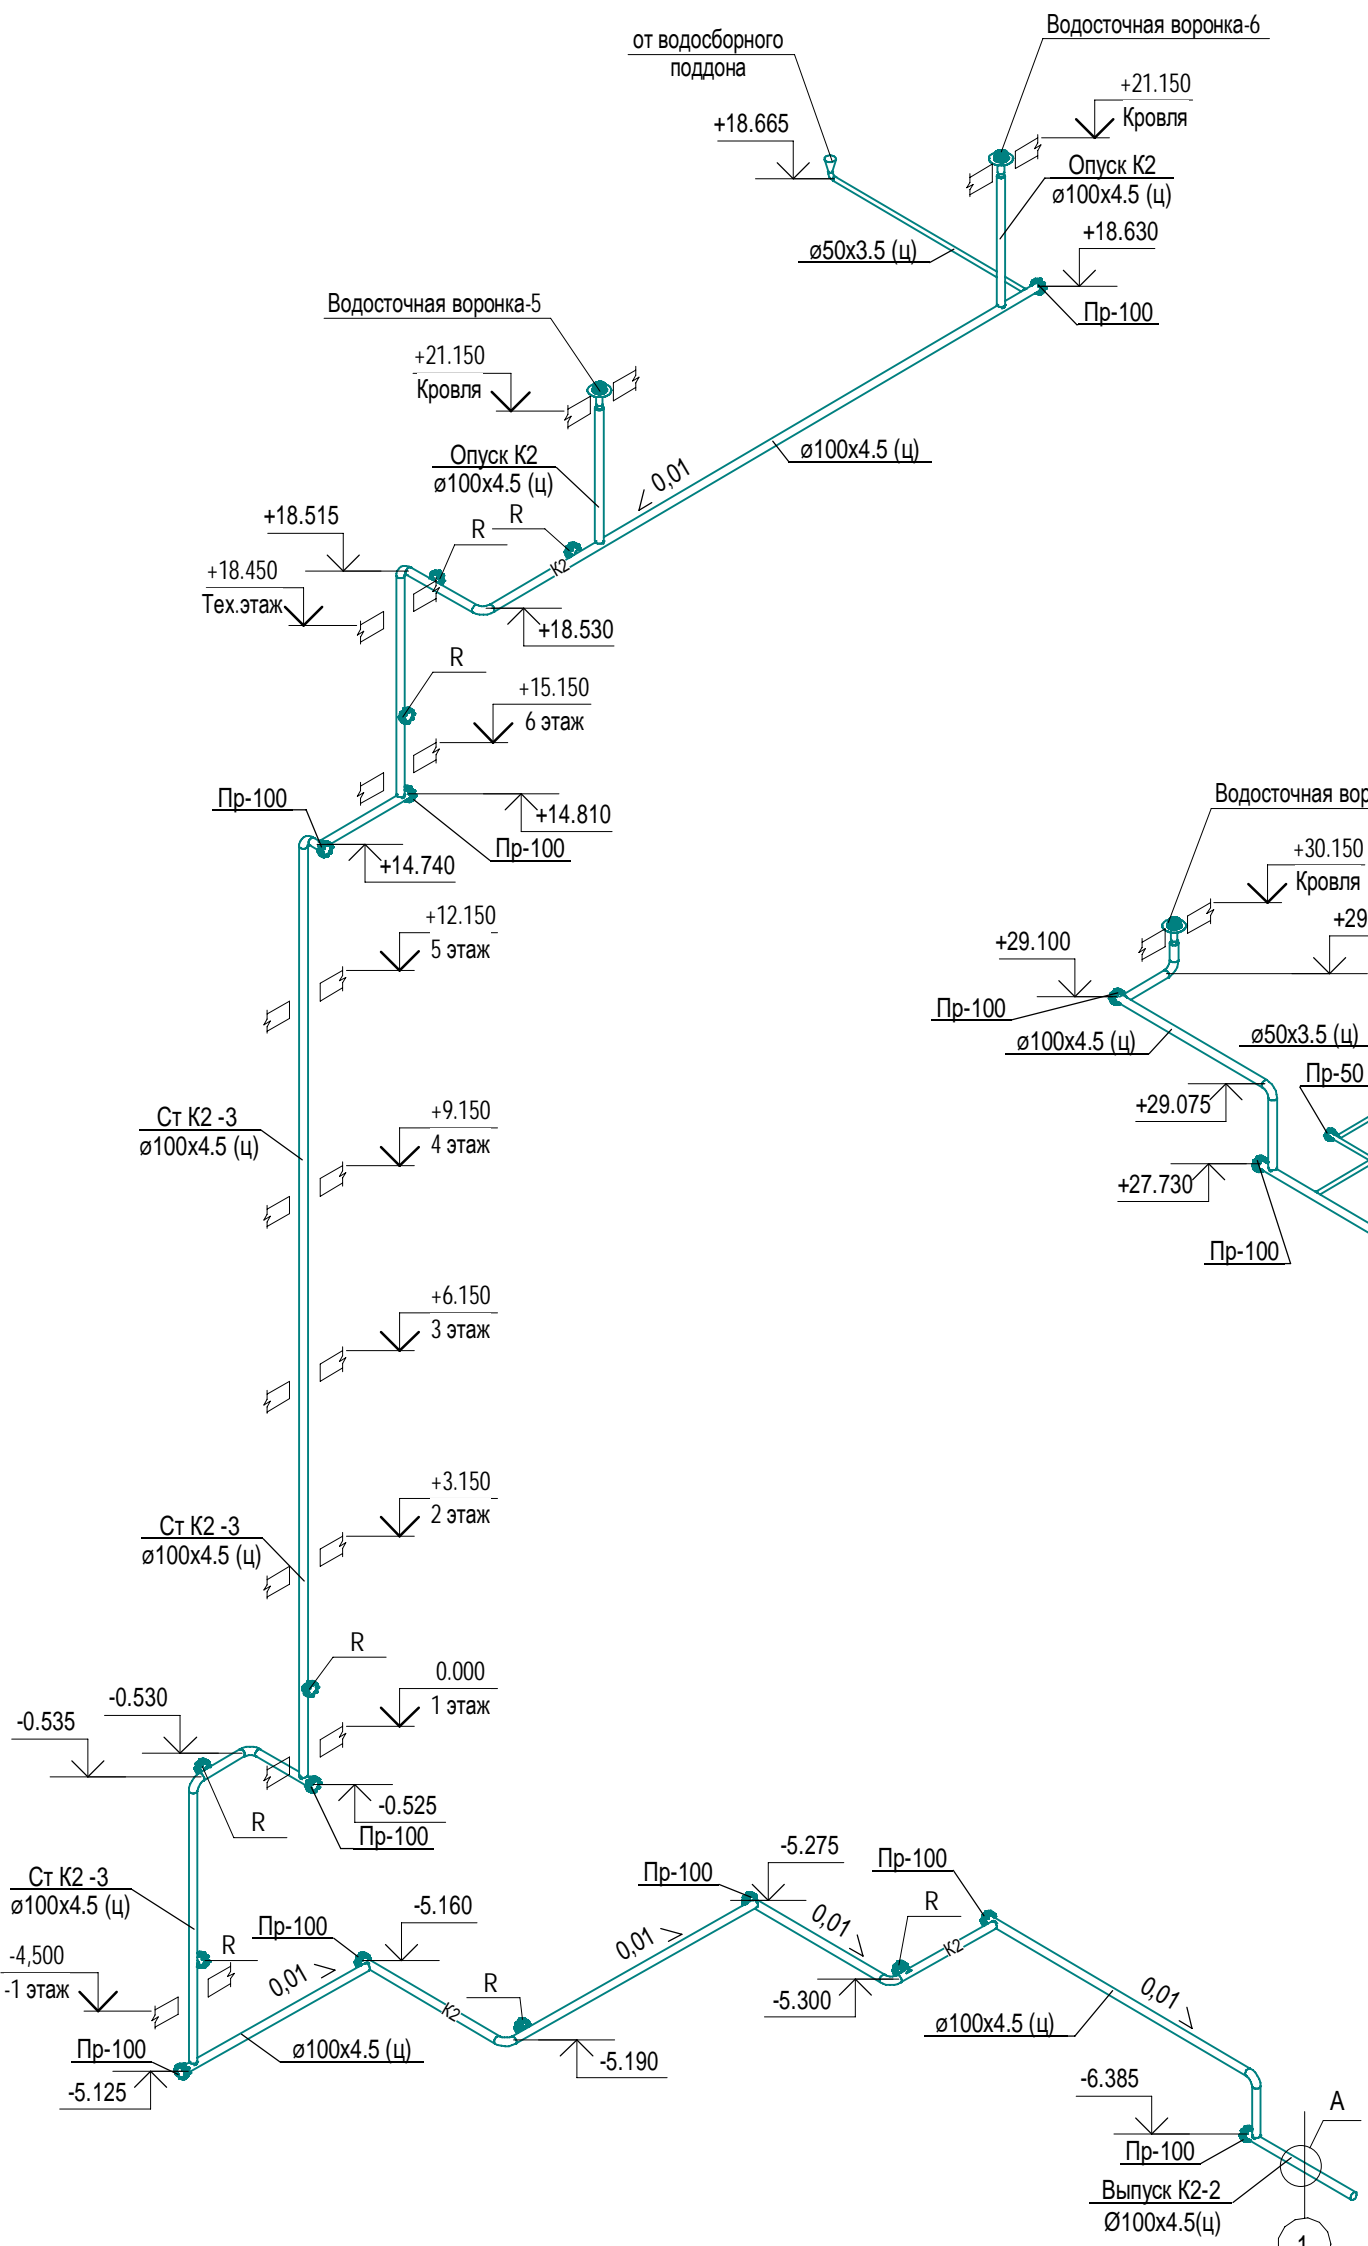 Водосточная воронка-6
от водосборного
поддона
+21.150
Кровля
+18.665
Опуск К2
ø100x4.5 (ц)
+18.630
ø50x3.5 (ц)
Пр-100
Водосточная воронка-5
+21.150
Кровля
ø100x4.5 (ц)
Опуск К2
ø100x4.5 (ц)
0,01
+18.515
R
R
К2
+18.450
Тех.этаж
+18.530
R
+15.150
6 этаж
Пр-100
+14.810
Пр-100
+14.740
Водосточная вор
+30.150
Кровля
+12.150
5 этаж
+29.100
+29
Пр-100
ø100x4.5 (ц)
ø50x3.5 (ц)
Пр-50
+29.075
Ст К2 -3
ø100x4.5 (ц)
+9.150
4 этаж
+27.730
Пр-100
+6.150
3 этаж
+3.150
2 этаж
Ст К2 -3
ø100x4.5 (ц)
R
0.000
1 этаж
-0.530
-0.535
-0.525
R
Пр-100
-5.275
Пр-100
Пр-100
Ст К2 -3
ø100x4.5 (ц)
-5.160
Пр-100
R
0,01
0,01
К2
R
-4,500
-1 этаж
0,01
R
К2
-5.300
0,01
ø100x4.5 (ц)
Пр-100
ø100x4.5 (ц)
-5.190
-5.125
-6.385
А
Пр-100
Выпуск К2-2
Ø100x4.5(ц)
1